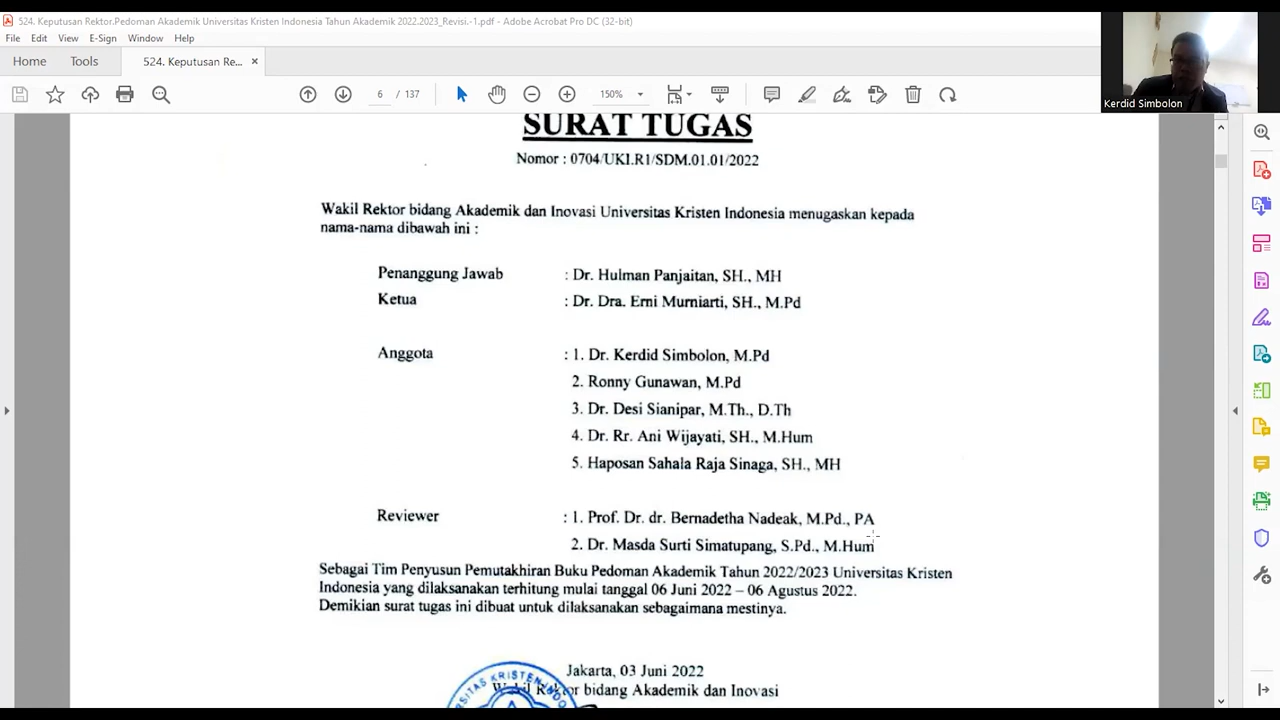 524. Keputusan Rektor.Pedoman Akademik Universitas Kristen Indonesia Tahun Akademik 2022.2023_Revisi.-1.pdf - Adobe Acrobat Pro DC (32-bit)
File Edit View E-Sign Window Help
Home Tools 524. Keputusan Re... ×
6 / 137 150%
Kerdid Simbolon
SURAT TUGAS
Nomor : 0704/UKI.R1/SDM.01.01/2022
Wakil Rektor bidang Akademik dan Inovasi Universitas Kristen Indonesia menugaskan kepada
nama-nama dibawah ini :
Penanggung Jawab : Dr. Hulman Panjaitan, SH., MH
Ketua : Dr. Dra. Erni Murniarti, SH., M.Pd
Anggota : 1. Dr. Kerdid Simbolon, M.Pd
2. Ronny Gunawan, M.Pd
3. Dr. Desi Sianipar, M.Th., D.Th
4. Dr. Rr. Ani Wijayati, SH., M.Hum
5. Haposan Sahala Raja Sinaga, SH., MH
Reviewer : 1. Prof. Dr. dr. Bernadetha Nadeak, M.Pd., PA
2. Dr. Masda Surti Simatupang, S.Pd., M.Hum
Sebagai Tim Penyusun Pemutakhiran Buku Pedoman Akademik Tahun 2022/2023 Universitas Kristen
Indonesia yang dilaksanakan terhitung mulai tanggal 06 Juni 2022 – 06 Agustus 2022.
Demikian surat tugas ini dibuat untuk dilaksanakan sebagaimana mestinya.
Jakarta, 03 Juni 2022
Wakil Rektor bidang Akademik dan Inovasi